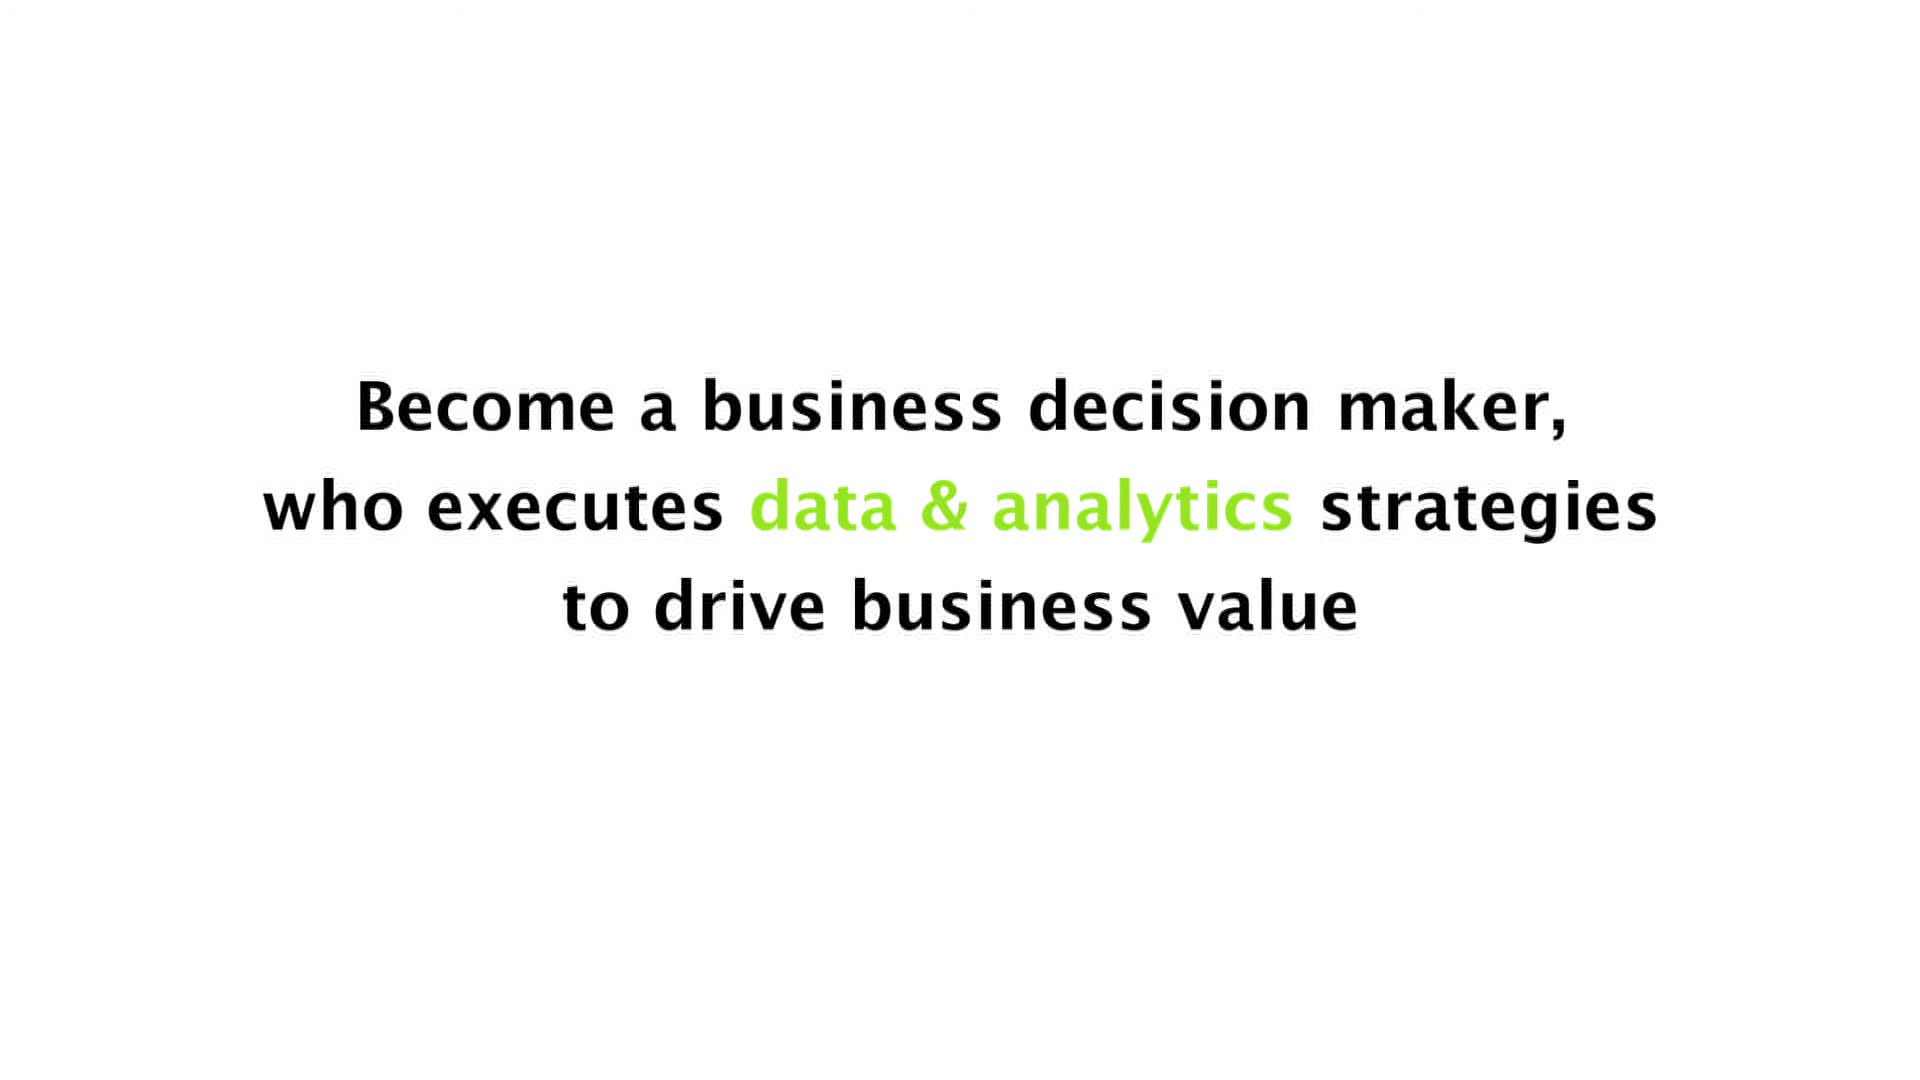 Become a business decision maker,
who executes data & analytics strategies
to drive business value